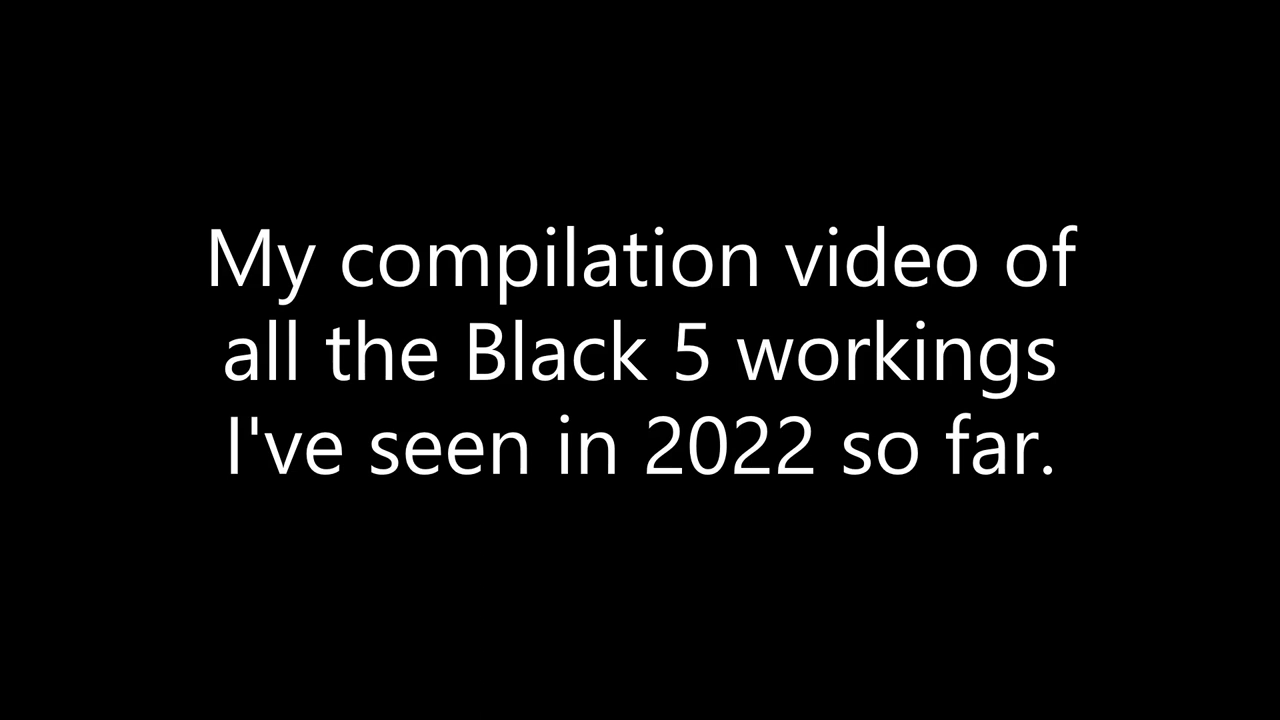 My compilation video of
all the Black 5 workings
I've seen in 2022 so far.